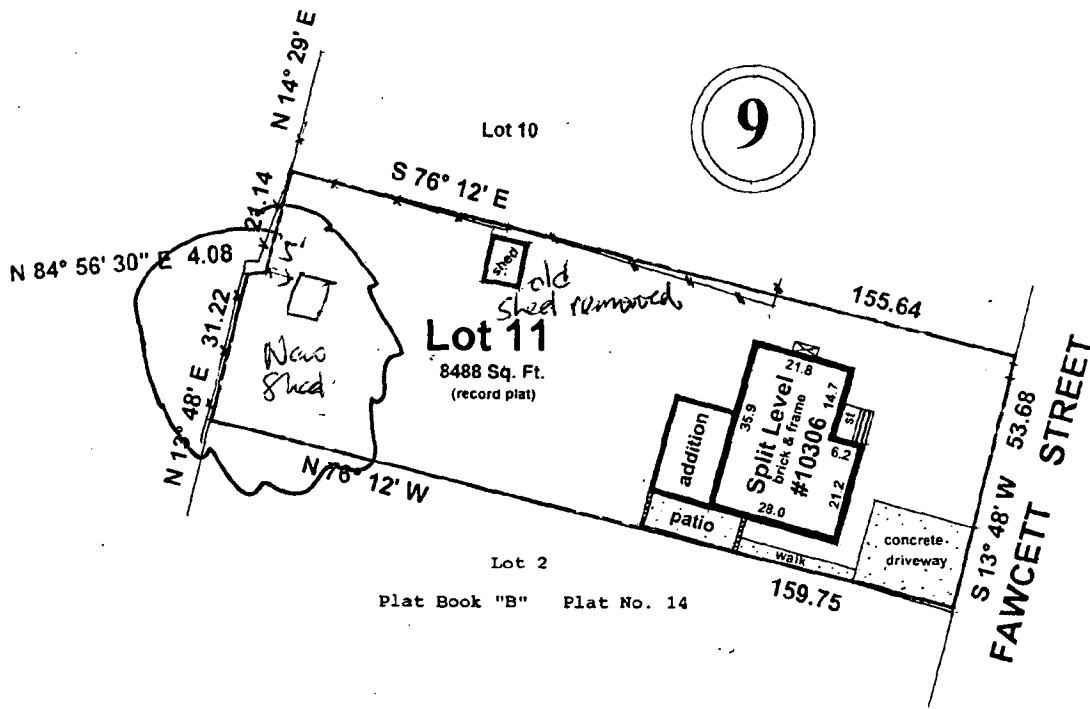 N 14° 29' E
9
Lot 10
S 76° 12' E
21.14
N 84° 56' 30" E 4.08
5'
shed
old
shed removed
155.64
31.22
New
Shed
Lot 11
8488 Sq. Ft.
(record plat)
N 13° 48' E
N 76° 12' W
21.8
14.7
35.9
Split Level
brick & frame
#10306
st
6.2
21.2
28.0
addition
patio
walk
concrete
driveway
159.75
S 13° 48' W 53.68
FAWCETT STREET
Lot 2
Plat Book "B" Plat No. 14